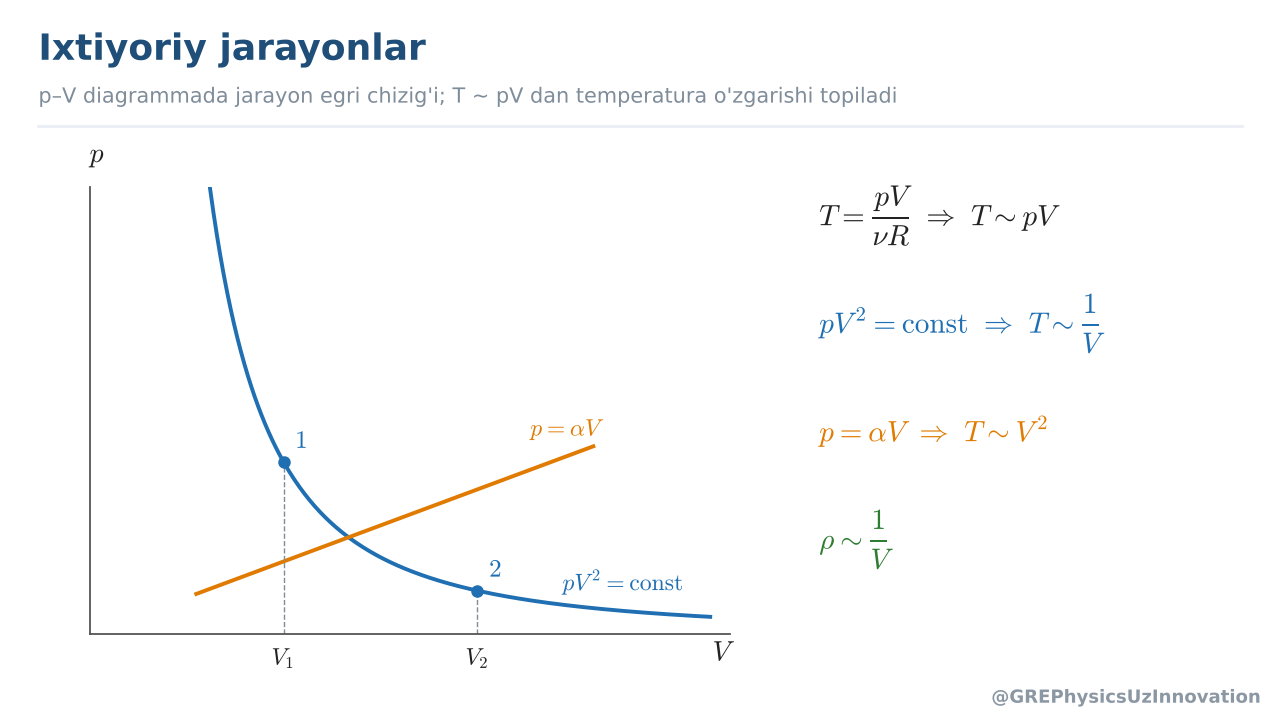 Ixtiyoriy jarayonlar
p–V diagrammada jarayon egri chizig'i; T ~ pV dan temperatura o'zgarishi topiladi
p
T = pV/νR ⇒ T ∼ pV
pV² = const ⇒ T ∼ 1/V
p = αV ⇒ T ∼ V²
ρ ∼ 1/V
p = αV
1
2
pV² = const
V₁
V₂
V
@GREPhysicsUzInnovation